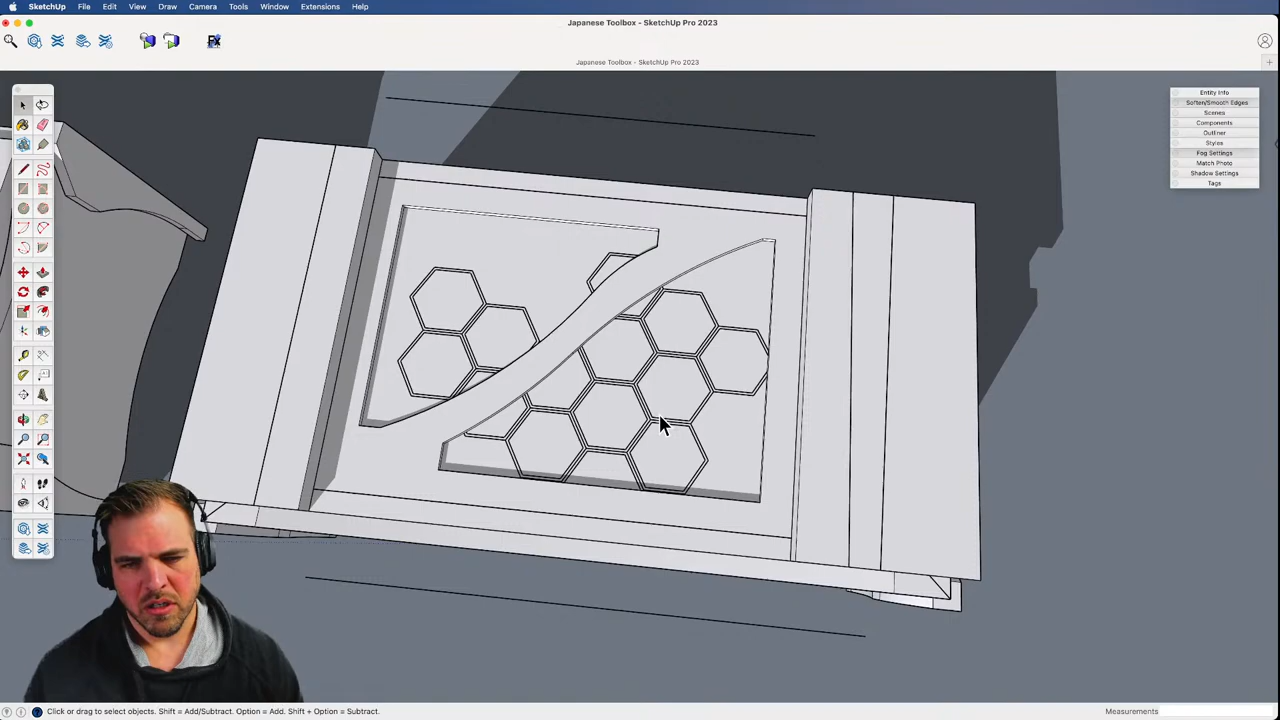 SketchUp File Edit View Draw Camera Tools Window Extensions Help
Japanese Toolbox - SketchUp Pro 2023
Japanese Toolbox - SketchUp Pro 2023
Entity Info
Soften/Smooth Edges
Scenes
Components
Outliner
Styles
Fog Settings
Match Photo
Shadow Settings
Tags
Click or drag to select objects. Shift = Add/Subtract. Option = Add. Shift + Option = Subtract.
Measurements